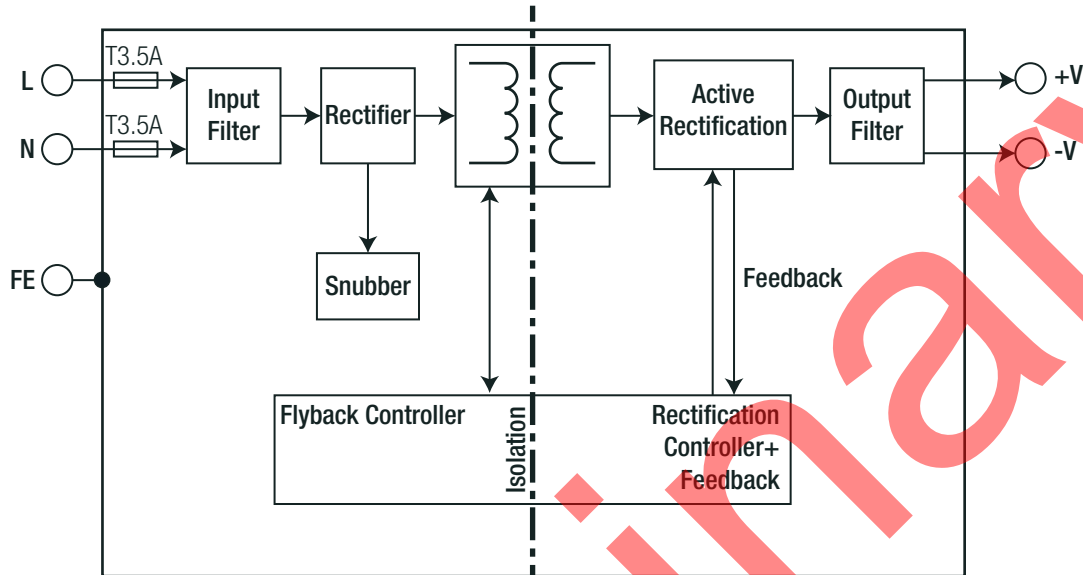 T3.5A
L
Input
Filter
Rectifier
Active
Rectification
Output
Filter
+V
T3.5A
N
-V
FE
Snubber
Feedback
Flyback Controller
Isolation
Rectification
Controller+
Feedback